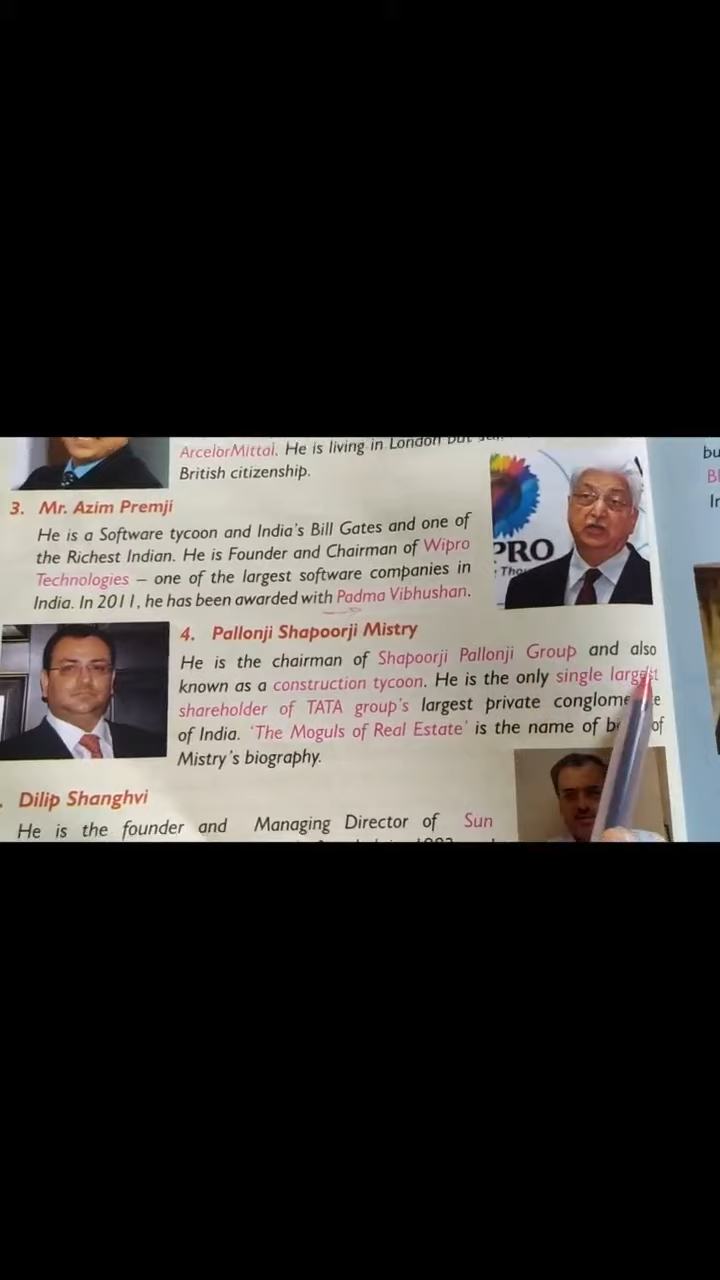 ArcelorMittal. He is living in London but
British citizenship.
3. Mr. Azim Premji
He is a Software tycoon and India's Bill Gates and one of
the Richest Indian. He is Founder and Chairman of Wipro
Technologies – one of the largest software companies in
India. In 2011, he has been awarded with Padma Vibhushan.
PRO
4. Pallonji Shapoorji Mistry
He is the chairman of Shapoorji Pallonji Group and also
known as a construction tycoon. He is the only single largest
shareholder of TATA group's largest private
of India. 'The Moguls of Real Estate' is the name of of
Mistry's biography.
Dilip Shanghvi
He is the founder and Managing Director of Sun
bu
In